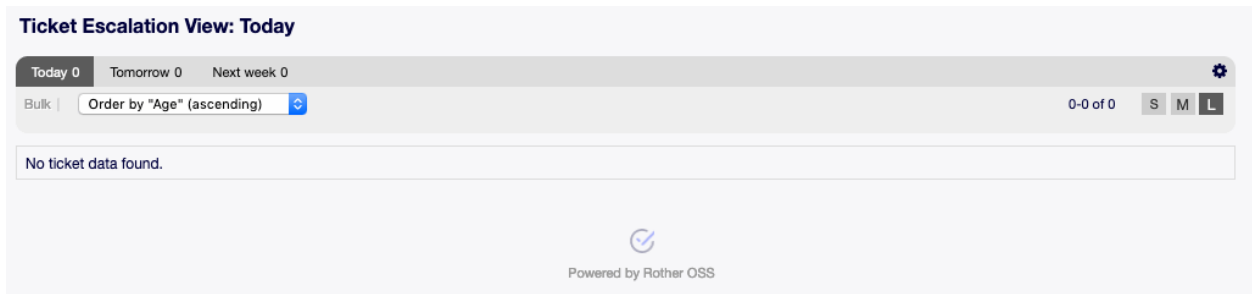 Ticket Escalation View: Today
Today 0 Tomorrow 0 Next week 0
Bulk | Order by "Age" (ascending) 0-0 of 0 S M L
No ticket data found.
Powered by Rother OSS